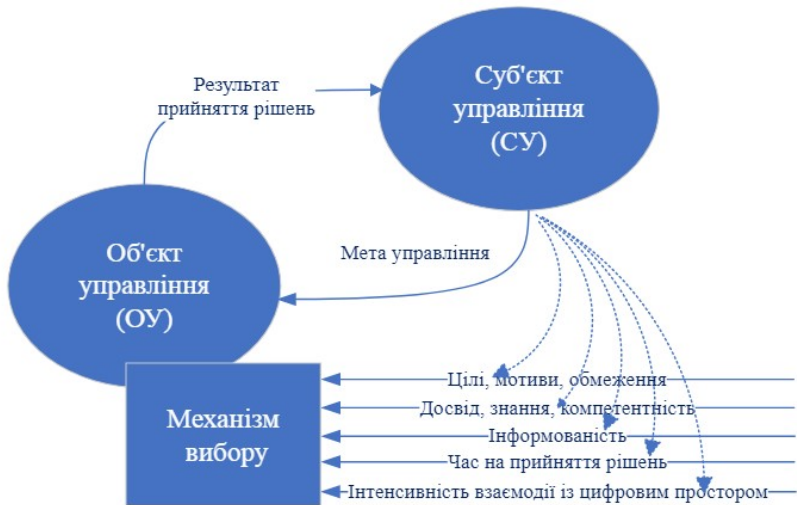 Результат
прийняття рішень
Суб'єкт
управління
(СУ)
Мета управління
Об'єкт
управління
(ОУ)
Механізм
вибору
Цілі, мотиви, обмеження
Досвід, знання, компетентність
Інформованість
Час на прийняття рішень
Інтенсивність взаємодії із цифровим простором